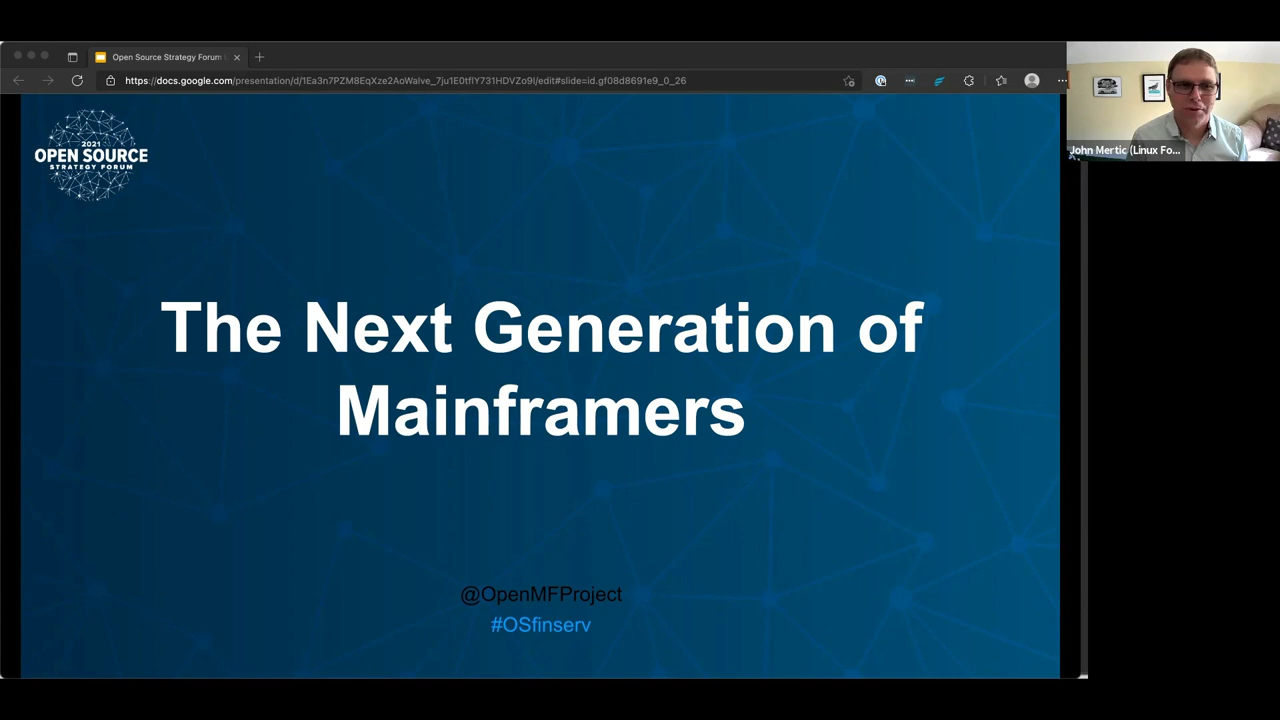 Open Source Strategy Forum
https://docs.google.com/presentation/d/1Ea3n7PZM8EqXze2AoWaIve_7ju1E0tfIY731HDVZo9I/edit#slide=id.gf08d8691e9_0_26
John Mertic (Linux Fo...
2021
OPEN SOURCE
STRATEGY FORUM
The Next Generation of
Mainframers
@OpenMFProject
#OSfinserv